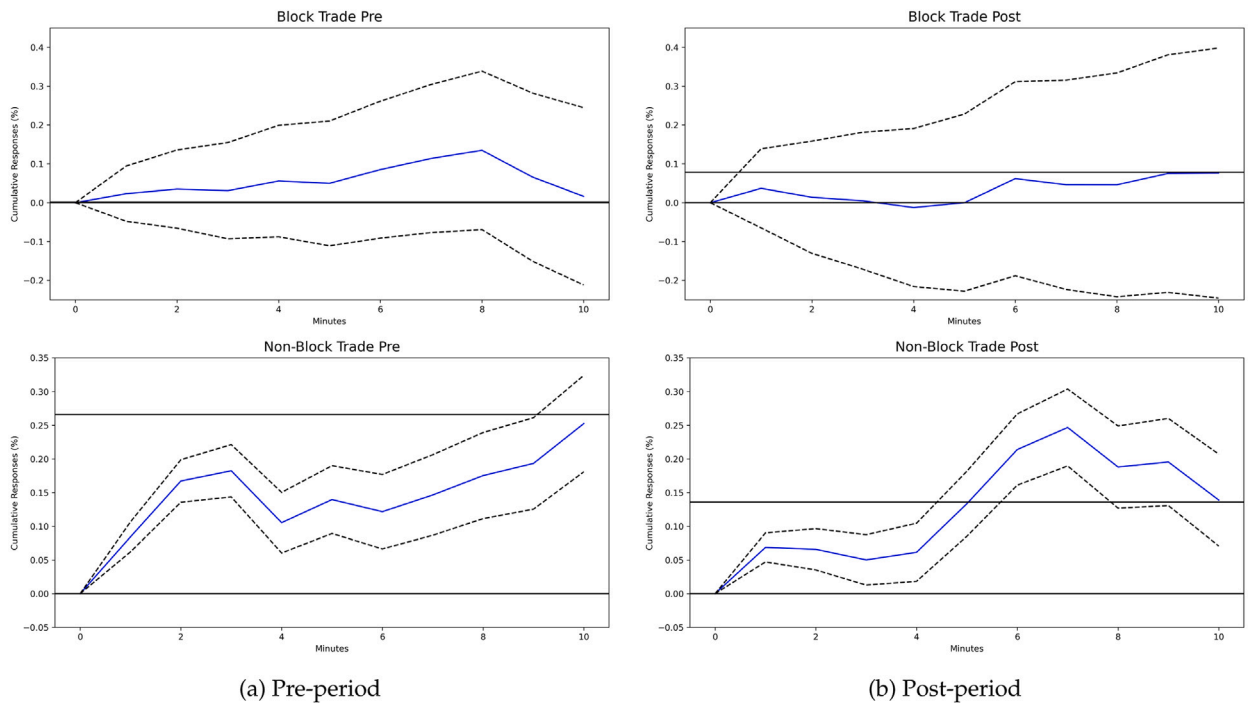 Block Trade Pre
Cumulative Responses (%)
0.4
0.3
0.2
0.1
0.0
−0.1
−0.2
0 2 4 6 8 10
Minutes
Block Trade Post
Cumulative Responses (%)
0.4
0.3
0.2
0.1
0.0
−0.1
−0.2
0 2 4 6 8 10
Minutes
Non-Block Trade Pre
Cumulative Responses (%)
0.35
0.30
0.25
0.20
0.15
0.10
0.05
0.00
−0.05
0 2 4 6 8 10
Minutes
Non-Block Trade Post
Cumulative Responses (%)
0.35
0.30
0.25
0.20
0.15
0.10
0.05
0.00
−0.05
0 2 4 6 8 10
Minutes
(a) Pre-period
(b) Post-period